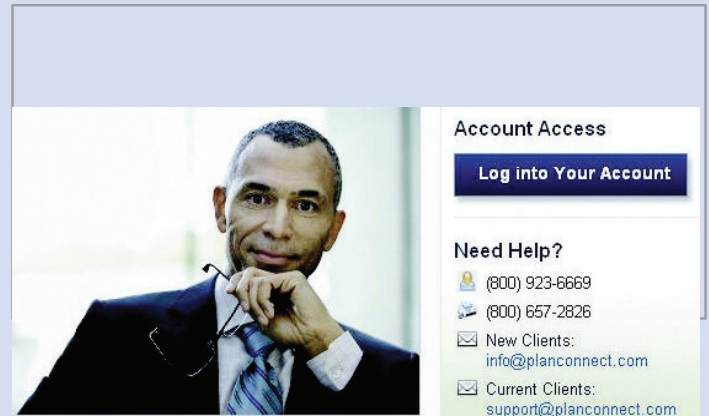 Account Access
Log into Your Account
Need Help?
(800) 923-6669
(800) 657-2826
New Clients:
info@planconnect.com
Current Clients:
support@planconnect.com